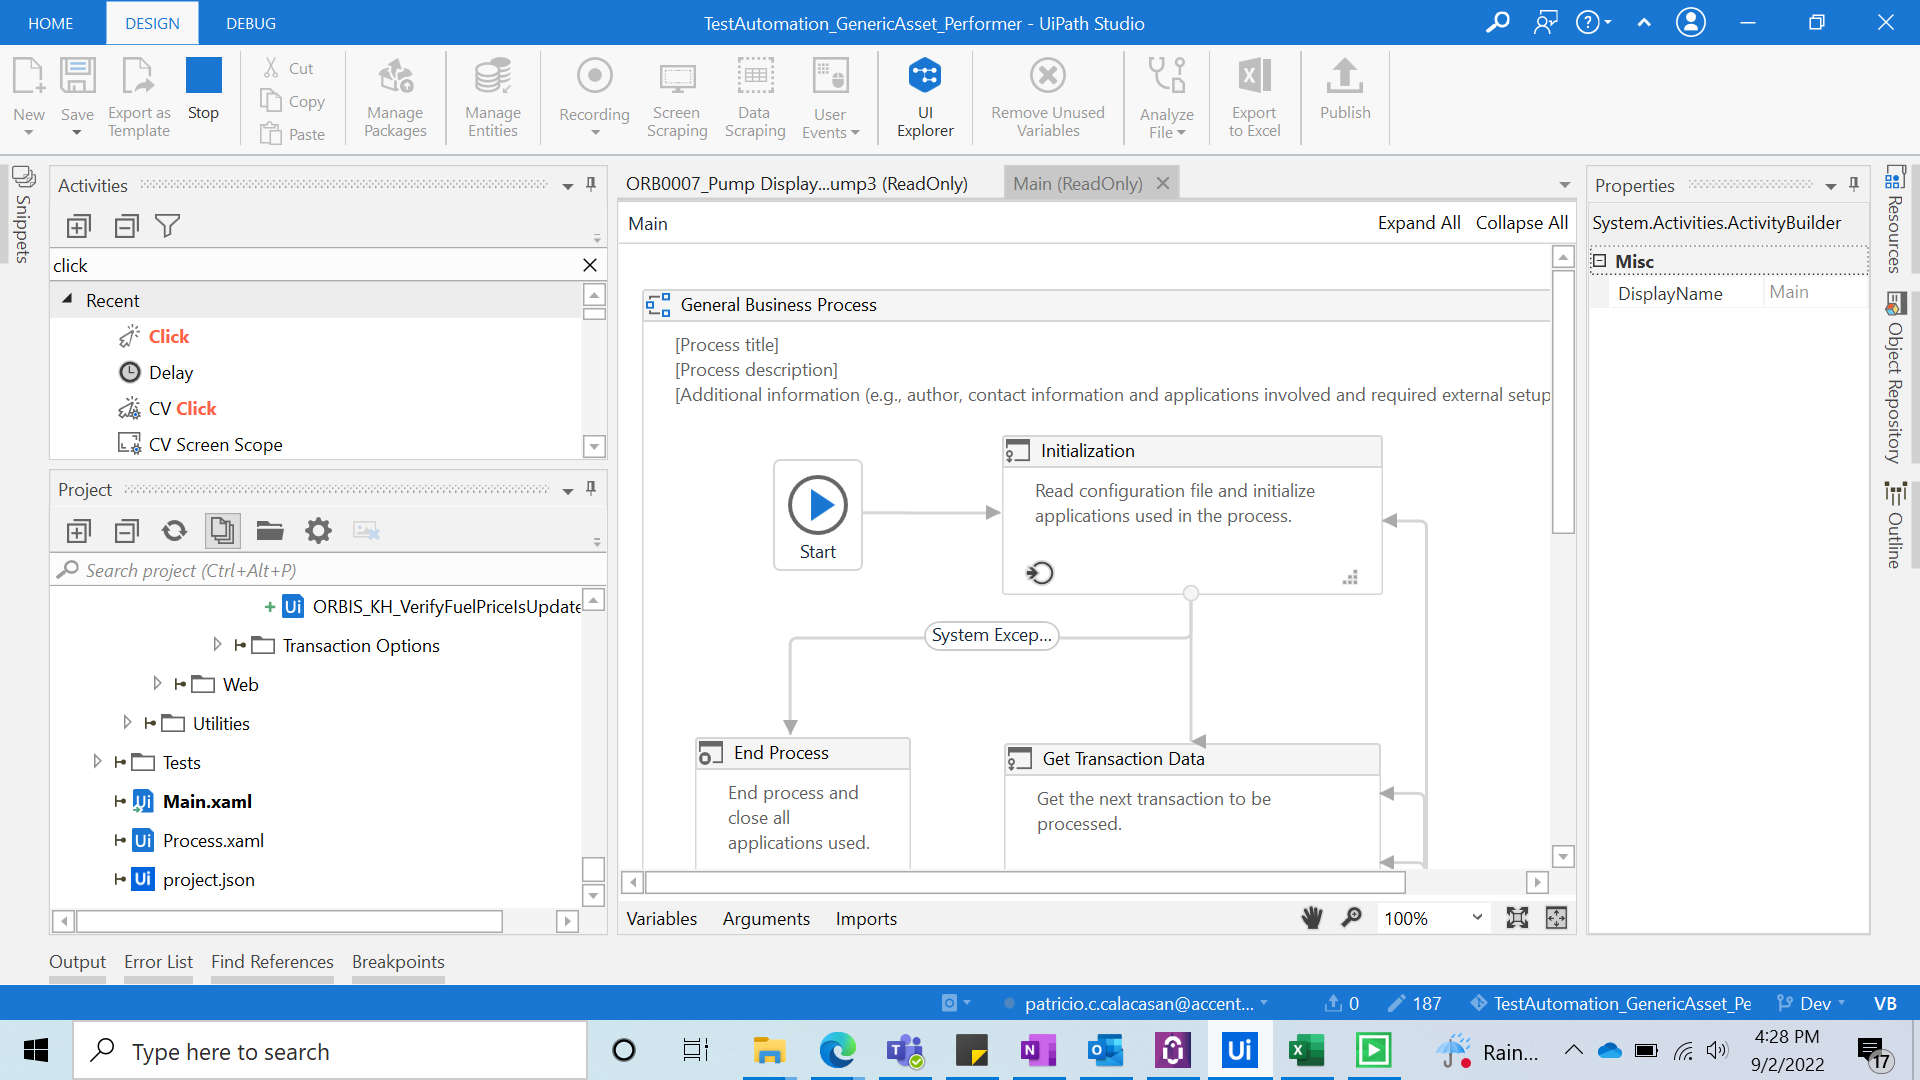 HOME DESIGN DEBUG
TestAutomation_GenericAsset_Performer - UiPath Studio
New
Save
Export as Template
Stop
Cut
Copy
Paste
Manage Packages
Manage Entities
Recording
Screen Scraping
Data Scraping
User Events
UI Explorer
Remove Unused Variables
Analyze File
Export to Excel
Publish
Snippets
Activities
click
Recent
Click
Delay
CV Click
CV Screen Scope
Project
Search project (Ctrl+Alt+P)
ORBIS_KH_VerifyFuelPriceIsUpdate
Transaction Options
Web
Utilities
Tests
Main.xaml
Process.xaml
project.json
Output Error List Find References Breakpoints
ORB0007_Pump Display...ump3 (ReadOnly) Main (ReadOnly)
Main
Expand All Collapse All
General Business Process
[Process title]
[Process description]
[Additional information (e.g., author, contact information and applications involved and required external setup
Start
Initialization
Read configuration file and initialize
applications used in the process.
System Excep...
End Process
End process and
close all
applications used.
Get Transaction Data
Get the next transaction to be
processed.
Variables Arguments Imports
100%
Properties
System.Activities.ActivityBuilder
Misc
DisplayName Main
Resources
Object Repository
Outline
patricio.c.calacasan@accent... 0 187 TestAutomation_GenericAsset_Pe Dev VB
Type here to search
Rain...
4:28 PM
9/2/2022
17